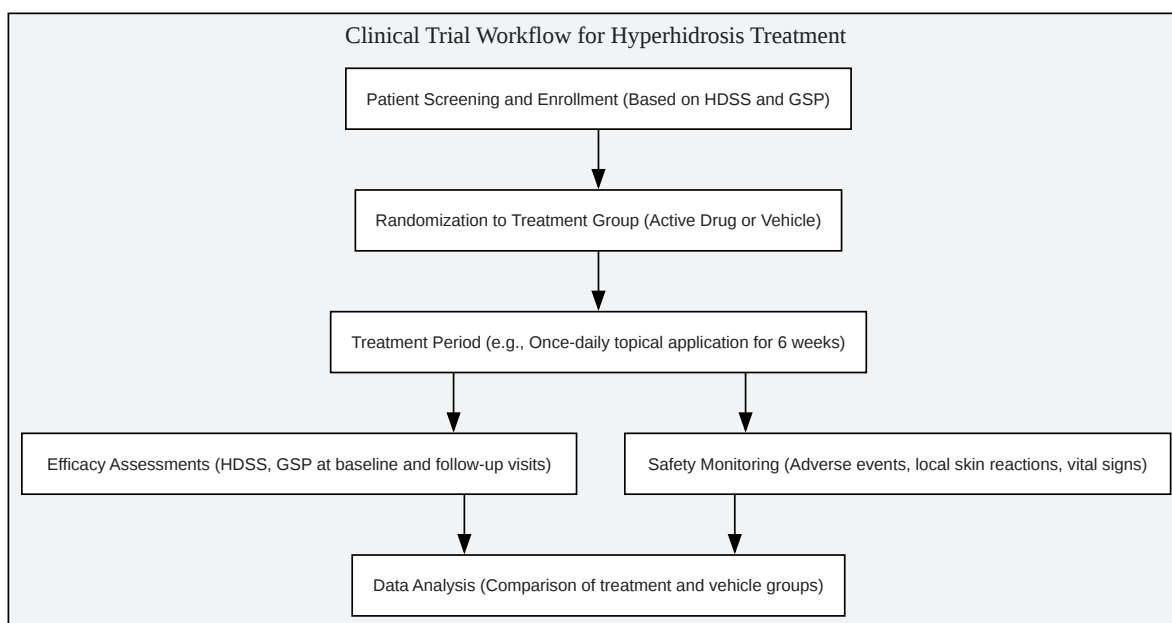 Clinical Trial Workflow for Hyperhidrosis Treatment
Patient Screening and Enrollment (Based on HDSS and GSP)
Randomization to Treatment Group (Active Drug or Vehicle)
Treatment Period (e.g., Once-daily topical application for 6 weeks)
Efficacy Assessments (HDSS, GSP at baseline and follow-up visits)
Safety Monitoring (Adverse events, local skin reactions, vital signs)
Data Analysis (Comparison of treatment and vehicle groups)